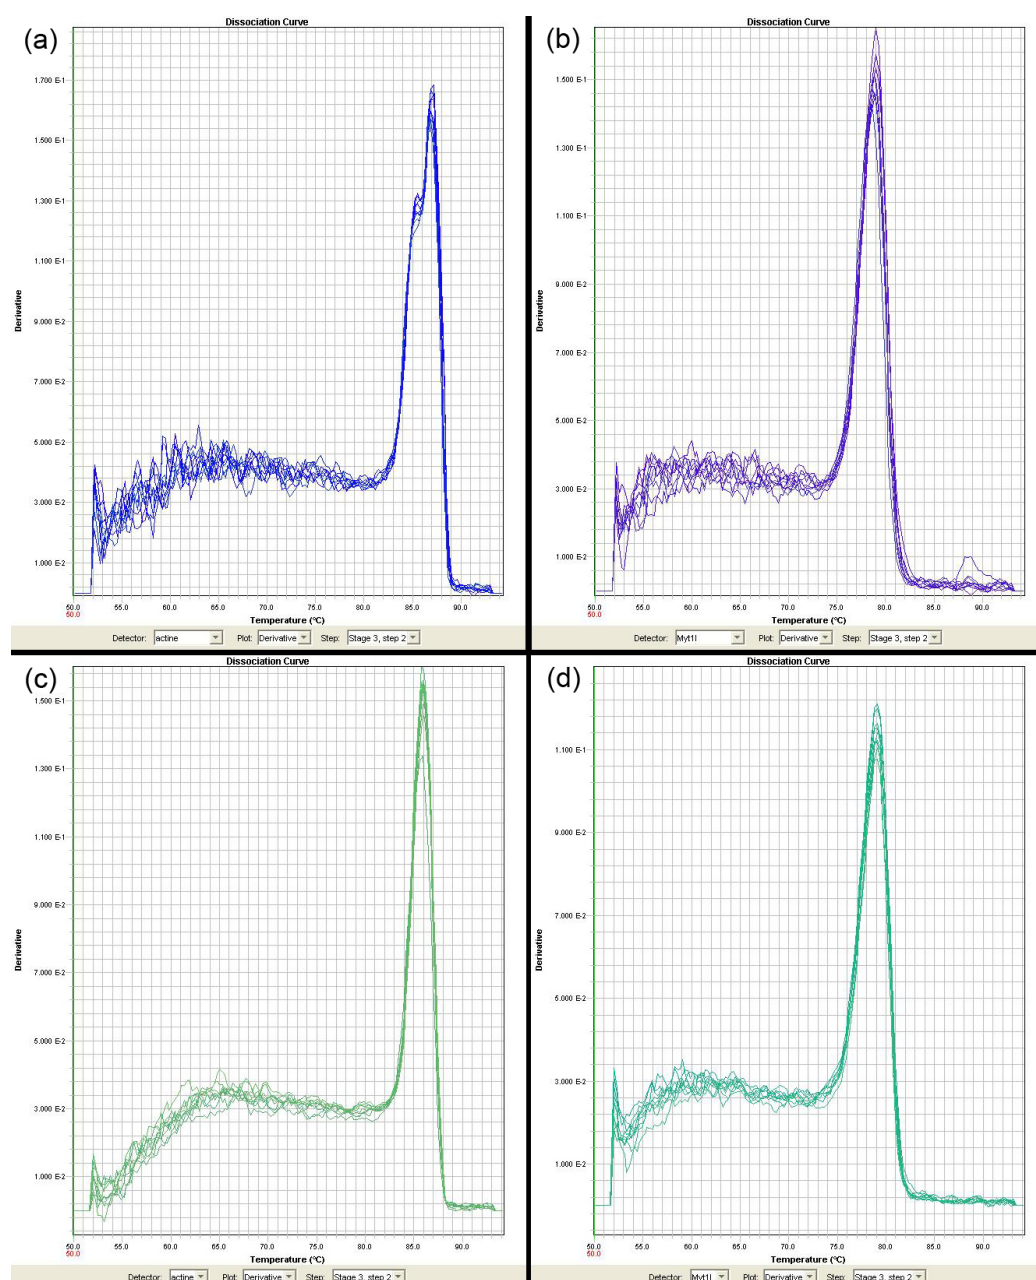 (a)
Dissociation Curve
1.700 E-1
1.500 E-1
1.300 E-1
1.100 E-1
9.000 E-2
7.000 E-2
5.000 E-2
3.000 E-2
1.000 E-2
Derivative
50.0 55.0 60.0 65.0 70.0 75.0 80.0 85.0 90.0
50.0
Temperature (°C)
Detector: actine Plot: Derivative Step: Stage 3, step 2
(b)
Dissociation Curve
1.500 E-1
1.300 E-1
1.100 E-1
9.000 E-2
7.000 E-2
5.000 E-2
3.000 E-2
1.000 E-2
Derivative
50.0 55.0 60.0 65.0 70.0 75.0 80.0 85.0 90.0
50.0
Temperature (°C)
Detector: Myt1l Plot: Derivative Step: Stage 3, step 2
(c)
Dissociation Curve
1.500 E-1
1.300 E-1
1.100 E-1
9.000 E-2
7.000 E-2
5.000 E-2
3.000 E-2
1.000 E-2
Derivative
50.0 55.0 60.0 65.0 70.0 75.0 80.0 85.0 90.0
50.0
Temperature (°C)
Detector: actine Plot: Derivative Step: Stage 3, step 2
(d)
Dissociation Curve
1.100 E-1
9.000 E-2
7.000 E-2
5.000 E-2
3.000 E-2
1.000 E-2
Derivative
50.0 55.0 60.0 65.0 70.0 75.0 80.0 85.0 90.0
50.0
Temperature (°C)
Detector: Myt1l Plot: Derivative Step: Stage 3, step 2